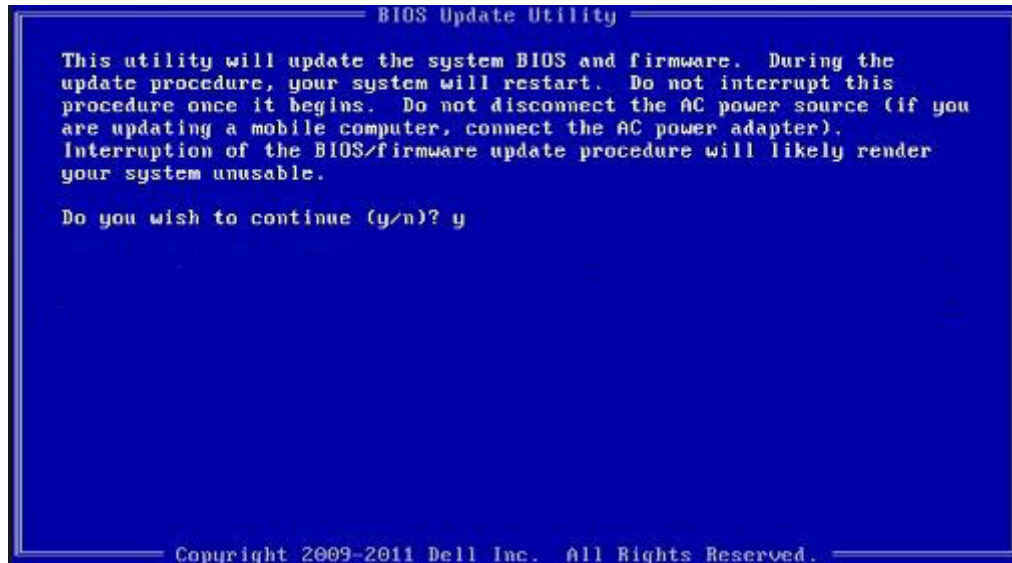 BIOS Update Utility
This utility will update the system BIOS and firmware.  During the
update procedure, your system will restart.  Do not interrupt this
procedure once it begins.  Do not disconnect the AC power source (if you
are updating a mobile computer, connect the AC power adapter).
Interruption of the BIOS/firmware update procedure will likely render
your system unusable.
Do you wish to continue (y/n)? y
Copyright 2009-2011 Dell Inc.  All Rights Reserved.